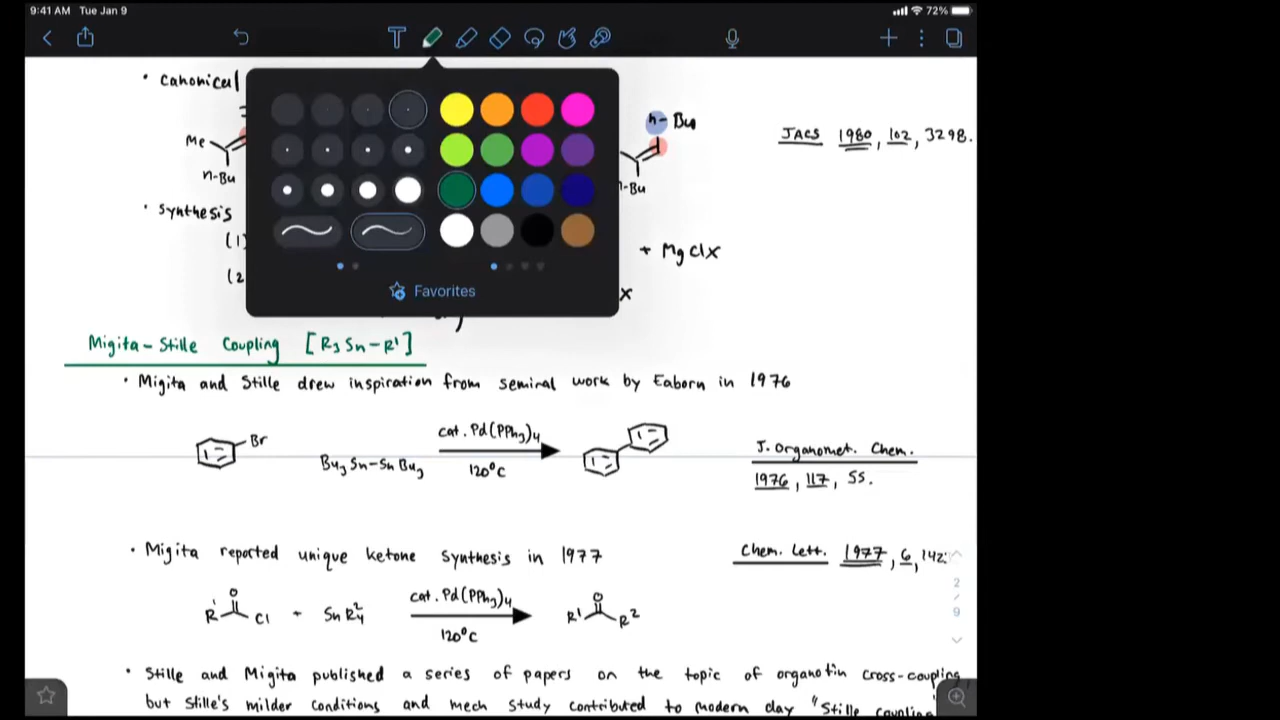 9:41 AM Tue Jan 9 72%
• canonical
Me n-Bu
n-Bu
n-Bu
JACS 1980, 102, 3298.
• Synthesis
(1)
+ MgClX
(2
x
Favorites
Migita-Stille Coupling [R3Sn-R']
• Migita and Stille drew inspiration from seminal work by Eaborn in 1976
Br Bu3Sn-SnBu3 cat. Pd(PPh3)4
120°C
J. Organomet. Chem.
1976, 117, 55.
• Migita reported unique ketone synthesis in 1977
Chem. Lett. 1977, 6, 142
R' O Cl + SnR²4 cat. Pd(PPh3)4 R¹ O R²
120°C
2
/
9
• Stille and Migita published a series of papers on the topic of organotin cross-coupling,
but Stille's milder conditions and mech study contributed to modern day "Stille coupling